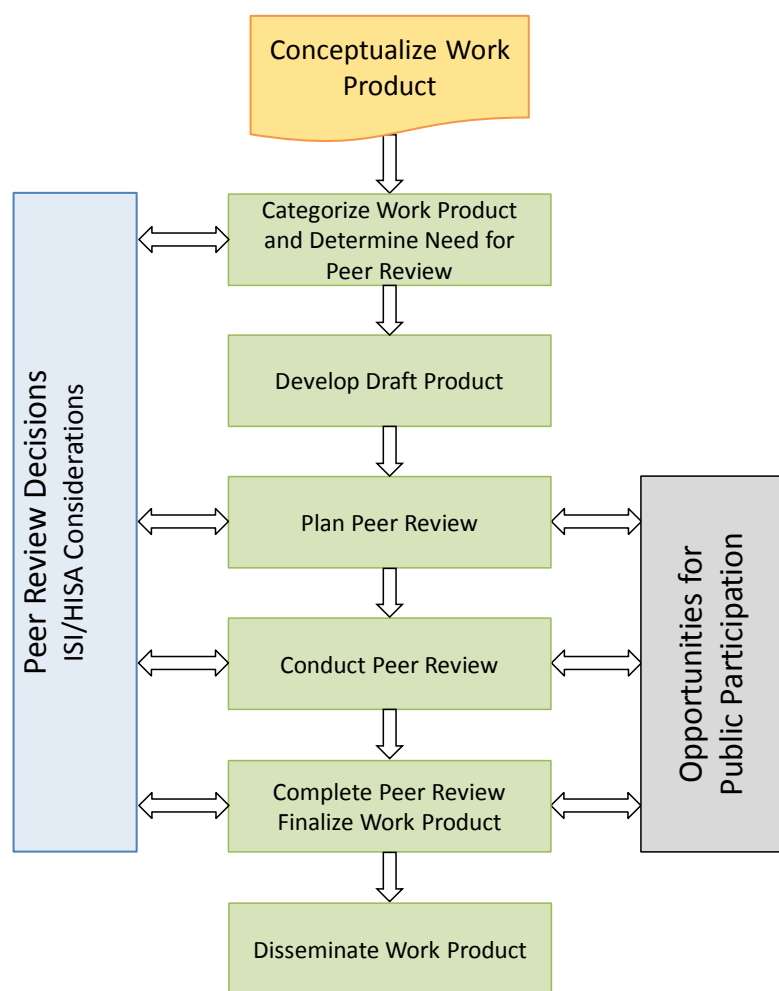 Conceptualize Work
Product
Categorize Work Product
and Determine Need for
Peer Review
Develop Draft Product
Plan Peer Review
Conduct Peer Review
Complete Peer Review
Finalize Work Product
Disseminate Work Product
Peer Review Decisions
ISI/HISA Considerations
Opportunities for
Public Participation